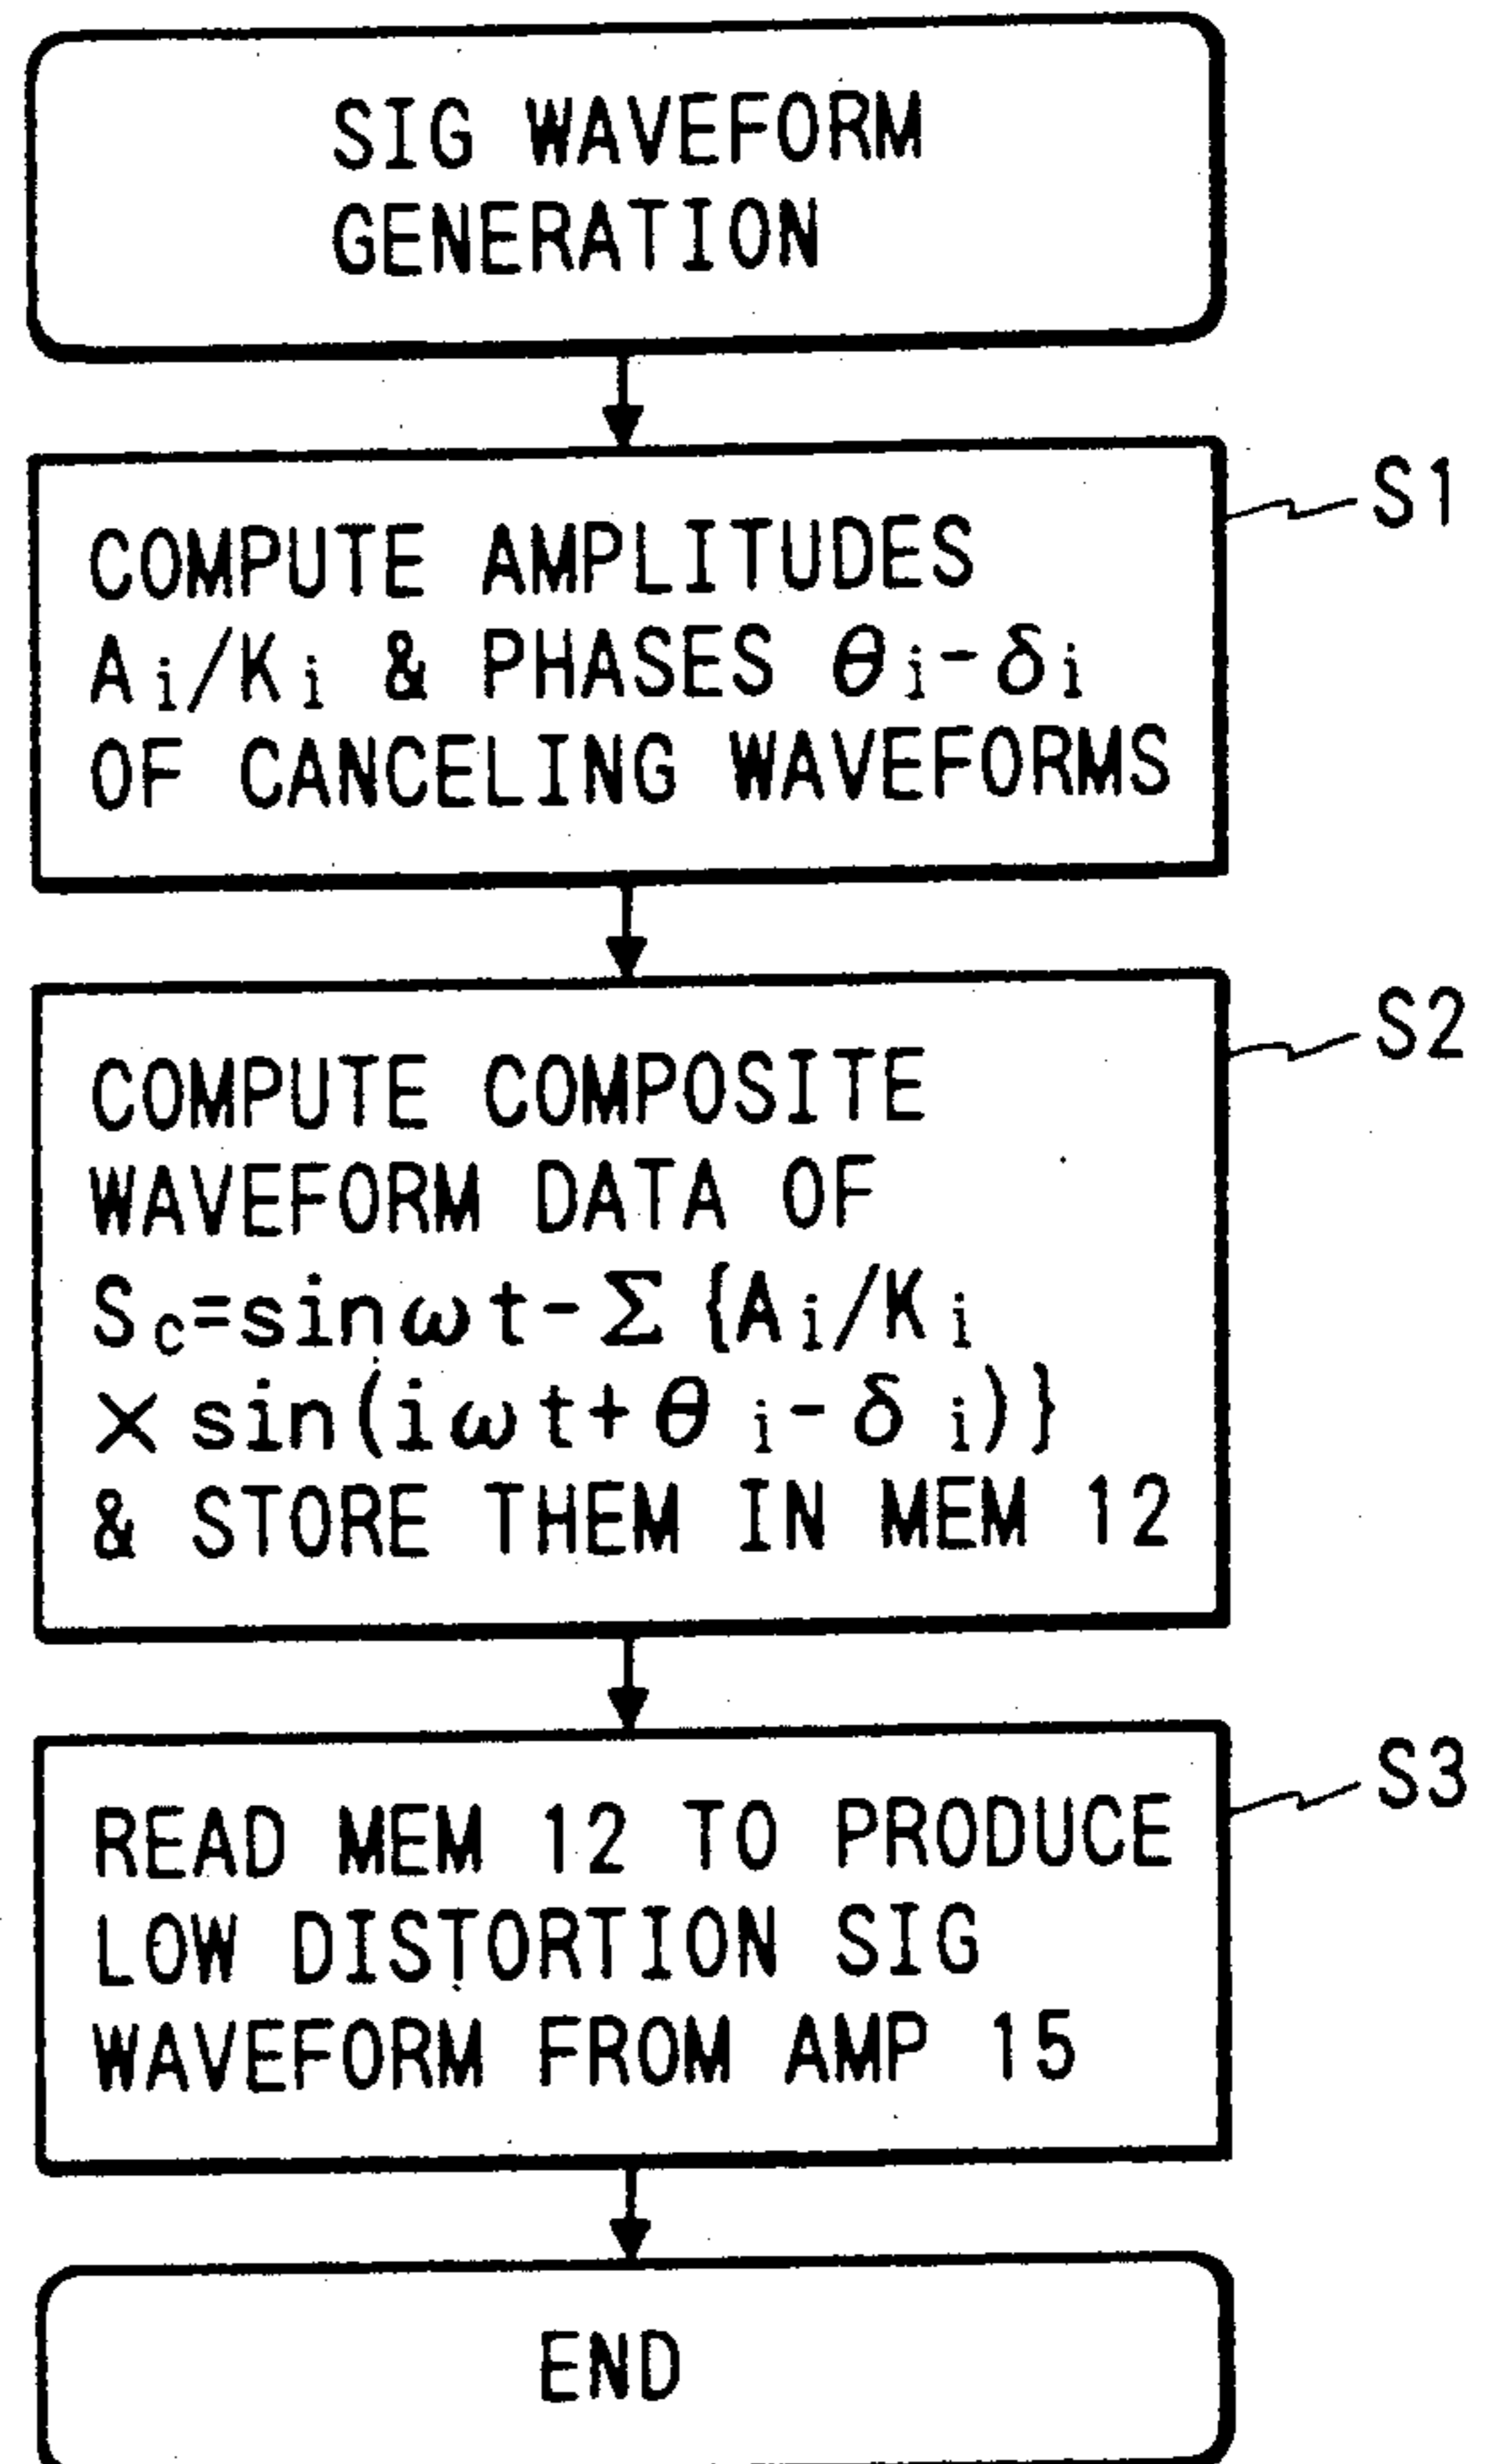 SIG WAVEFORM
GENERATION
S1
COMPUTE AMPLITUDES
Ai/Ki & PHASES θi-δi
OF CANCELING WAVEFORMS
S2
COMPUTE COMPOSITE
WAVEFORM DATA OF
Sc=sinωt-Σ{Ai/Ki
×sin(iωt+θi-δi)}
& STORE THEM IN MEM 12
S3
READ MEM 12 TO PRODUCE
LOW DISTORTION SIG
WAVEFORM FROM AMP 15
END